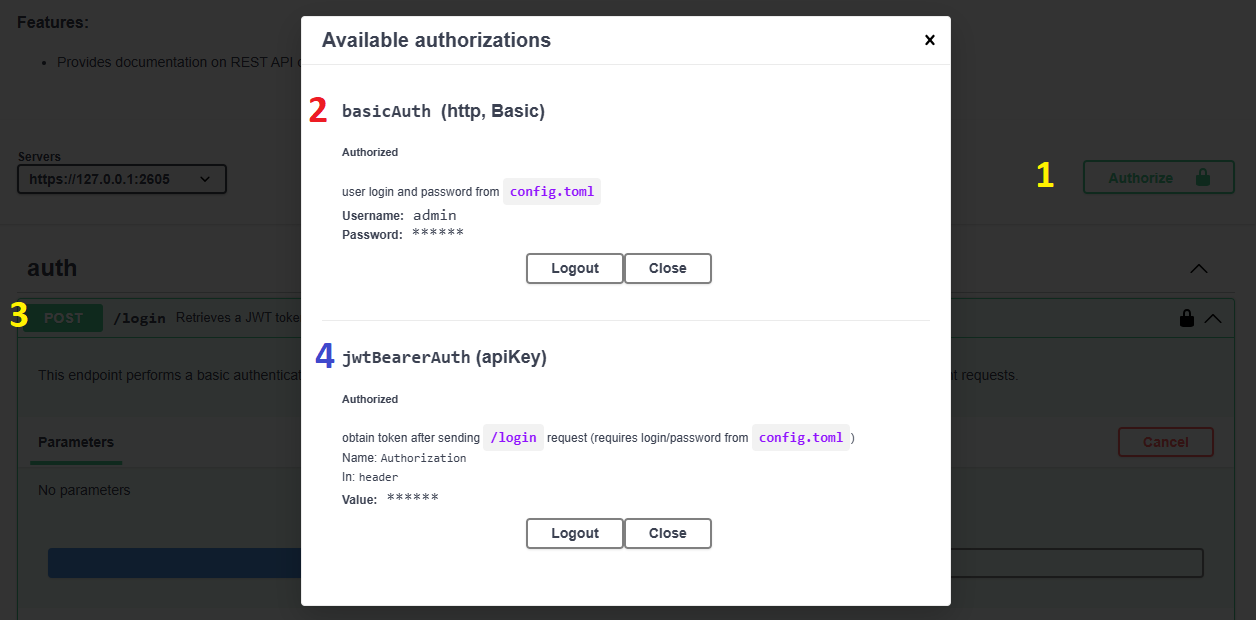 Features:
Available authorizations
Provides documentation on REST API
2 basicAuth (http, Basic)
Authorized
Servers
https://127.0.0.1:2605
1 Authorize
user login and password from config.toml
Username: admin
Password: ******
Logout Close
auth
3 POST /login Retrieves a JWT
4 jwtBearerAuth (apiKey)
This endpoint performs a basic
requests.
Authorized
Parameters
Cancel
obtain token after sending /login request (requires login/password from config.toml )
Name: Authorization
In: header
No parameters
Value: ******
Logout Close